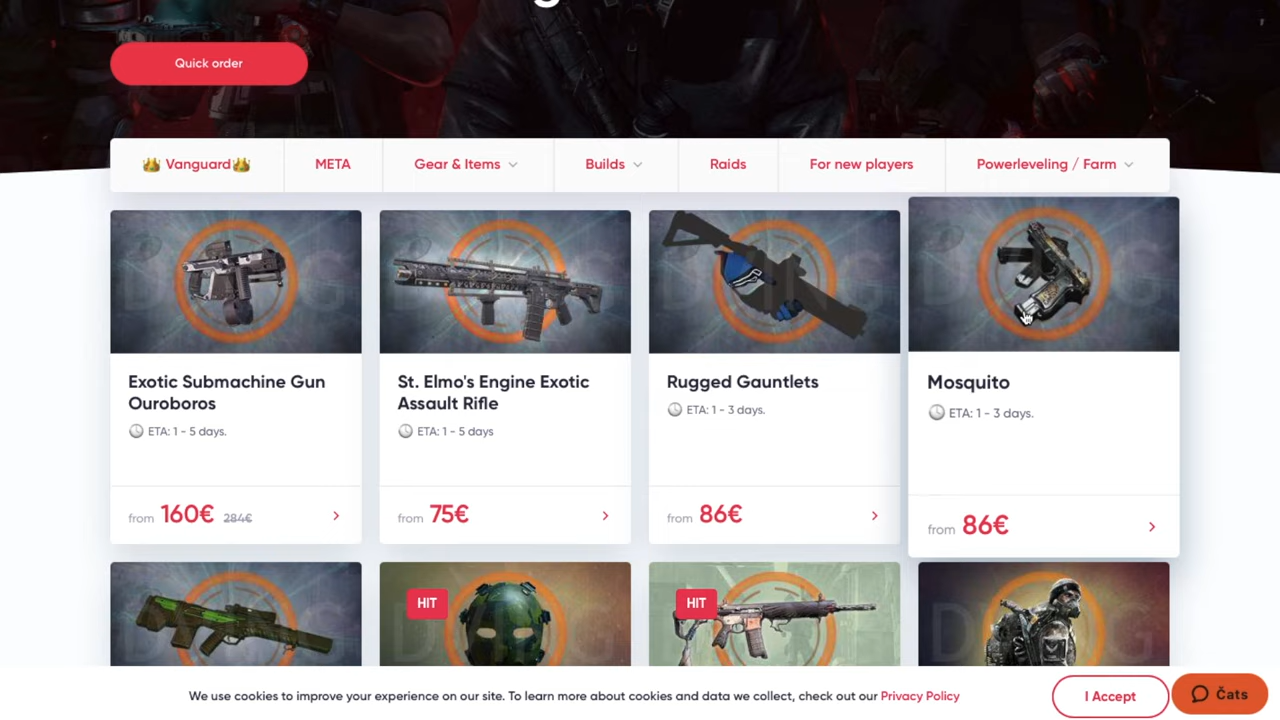 Quick order
👑 Vanguard👑
META
Gear & Items
Builds
Raids
For new players
Powerleveling / Farm
Exotic Submachine Gun
Ouroboros
ETA: 1 - 5 days.
from 160€ 284€
St. Elmo's Engine Exotic
Assault Rifle
ETA: 1 - 5 days
from 75€
Rugged Gauntlets
ETA: 1 - 3 days.
from 86€
Mosquito
ETA: 1 - 3 days.
from 86€
HIT
HIT
We use cookies to improve your experience on our site. To learn more about cookies and data we collect, check out our Privacy Policy
I Accept
Čats